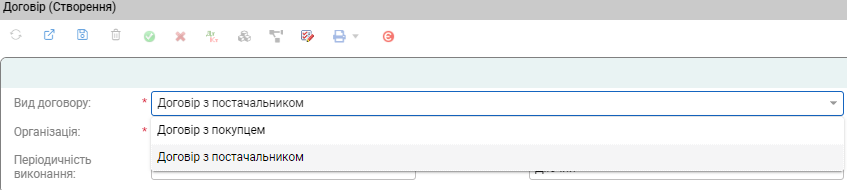 Договір (Створення)
Вид договору: * Договір з постачальником
Договір з покупцем
Організація: *
Договір з постачальником
Періодичність
виконання: